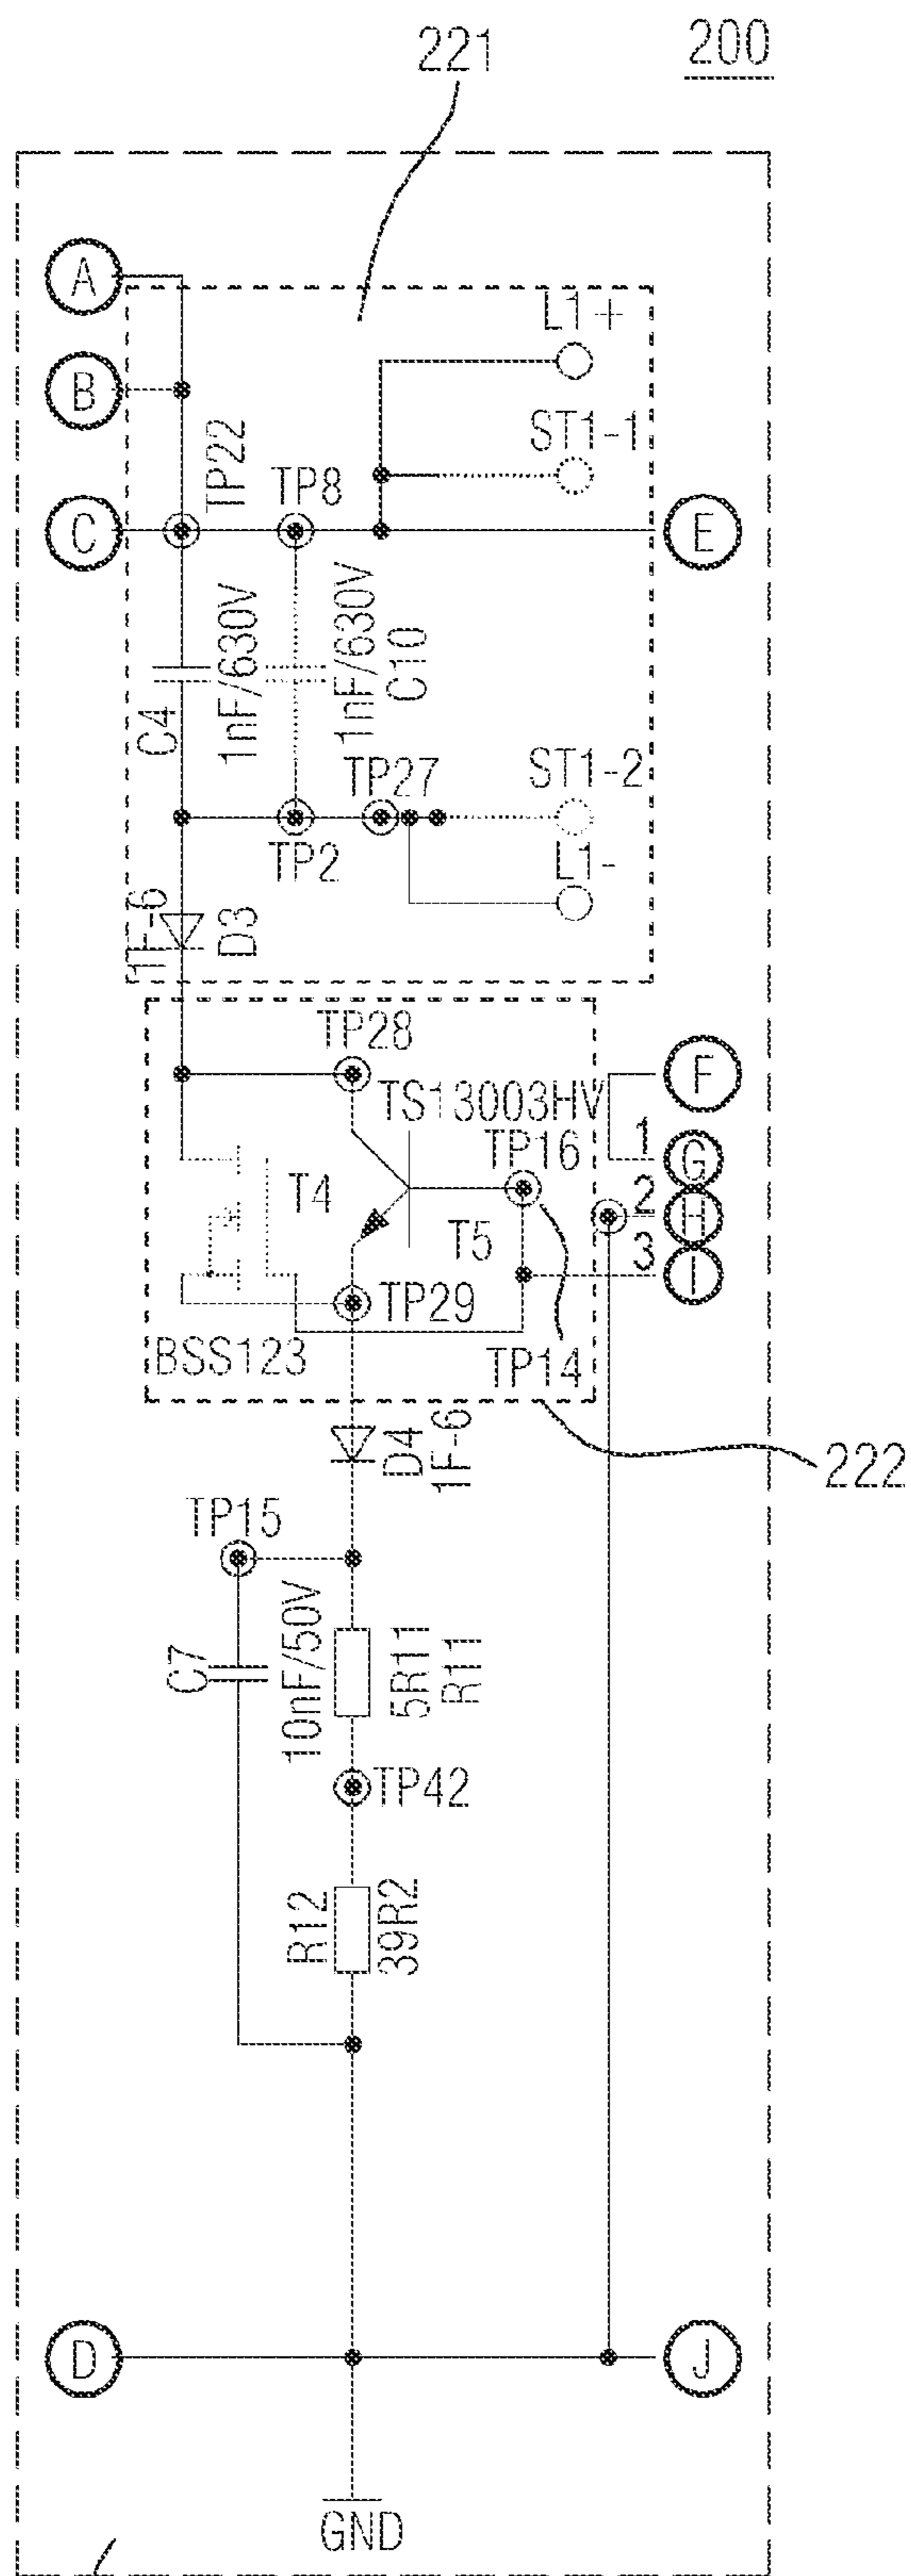 200
221
A
L1+
B
ST1-1
TP22
TP8
C
E
1nF/630V
1nF/630V
C10
C4
ST1-2
TP27
TP2
L1-
1F-6
D3
TP28
F
TS13003HV
1
G
TP16
2
H
T4
T5
3
I
TP29
BSS123
TP14
D4
1F-6
222
TP15
C7
10nF/50V
5R11
R11
TP42
R12
39R2
D
J
GND